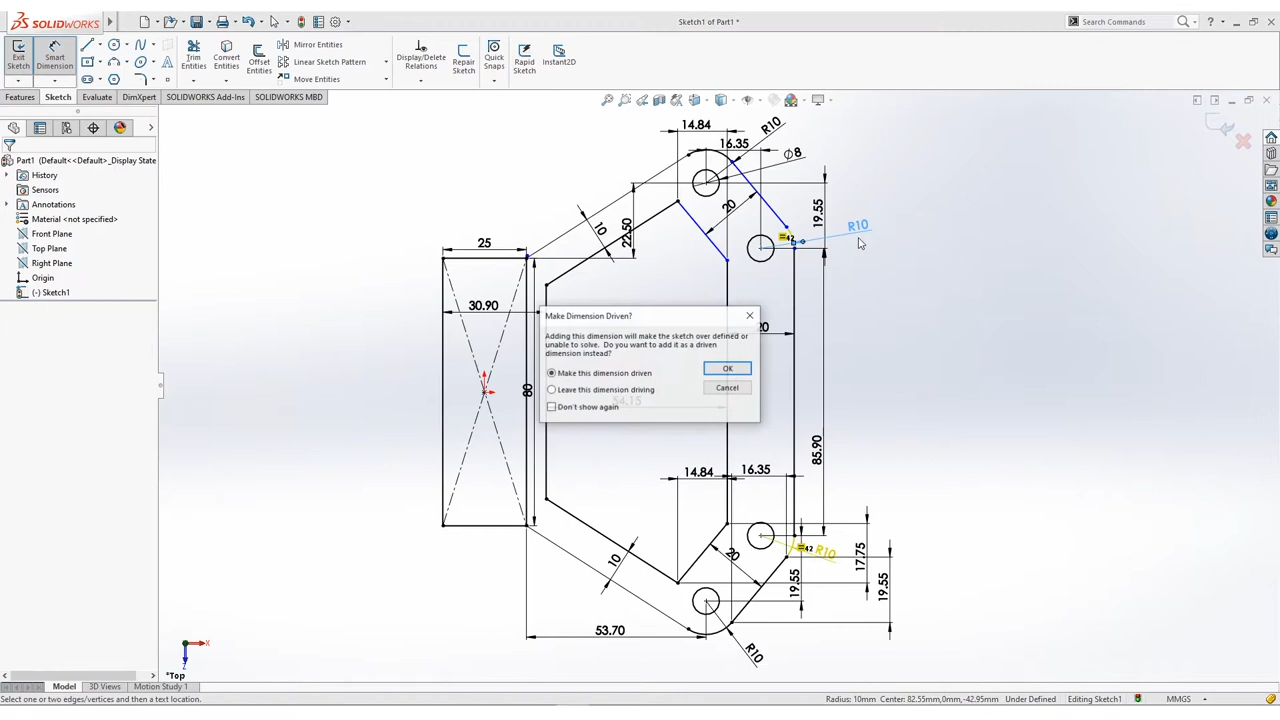 SOLIDWORKS
Sketch1 of Part1 *
Search Commands
?
Exit Sketch
Smart Dimension
Trim Entities
Convert Entities
Offset Entities
Mirror Entities
Linear Sketch Pattern
Move Entities
Display/Delete Relations
Repair Sketch
Quick Snaps
Rapid Sketch
Instant2D
Features
Sketch
Evaluate
DimXpert
SOLIDWORKS Add-Ins
SOLIDWORKS MBD
Part1 (Default<<Default>_Display State
History
Sensors
Annotations
Material <not specified>
Front Plane
Top Plane
Right Plane
Origin
(-) Sketch1
14.84
R10
16.35
Ø8
20
19.55
10
22.50
42
R10
25
30.90
80
20
54.15
85.90
14.84
16.35
42
R10
10
20
17.75
19.55
19.55
53.70
R10
Make Dimension Driven?
Adding this dimension will make the sketch over defined or
unable to solve. Do you want to add it as a driven
dimension instead?
Make this dimension driven
OK
Leave this dimension driving
Cancel
Don't show again
X
Z
*Top
Model
3D Views
Motion Study 1
Select one or two edges/vertices and then a text location.
Radius: 10mm Center: 82.55mm,0mm,-42.95mm
Under Defined
Editing Sketch1
MMGS